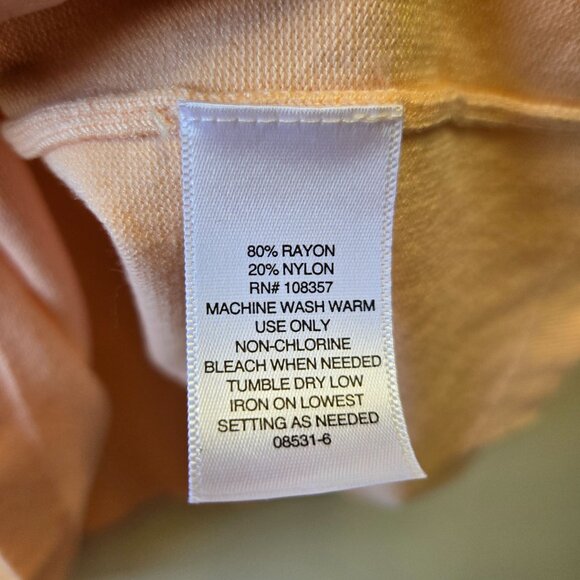 80% RAYON
20% NYLON
RN# 108357
MACHINE WASH WARM
USE ONLY
NON-CHLORINE
BLEACH WHEN NEEDED
TUMBLE DRY LOW
IRON ON LOWEST
SETTING AS NEEDED
08531-6